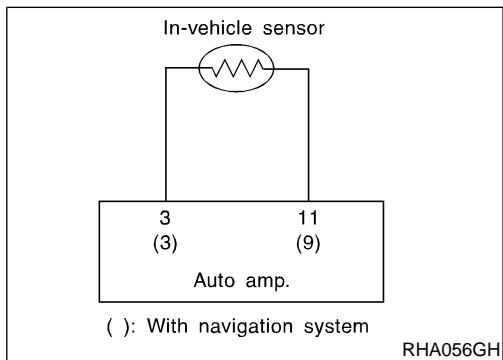 In-vehicle sensor
3 11
(3) (9)
Auto amp.
( ): With navigation system
RHA056GH